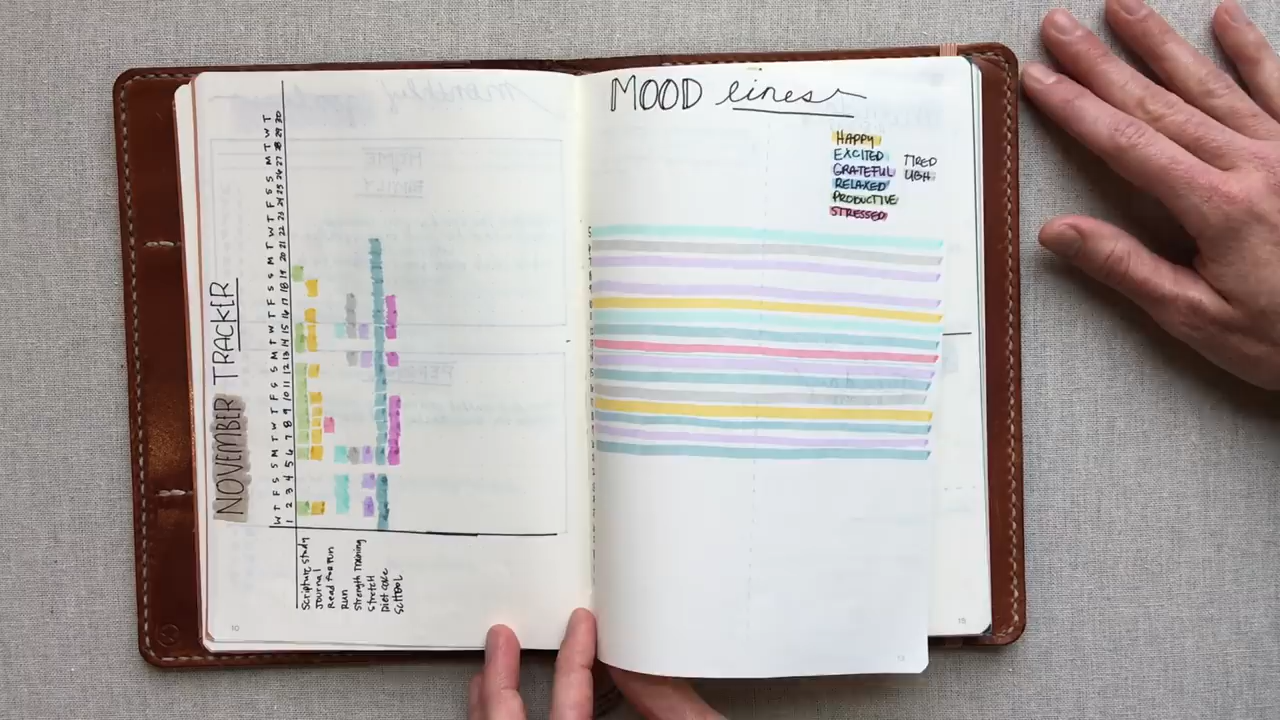 NOVEMBER TRACKER
W T F S S M T W T F S S M T W T F S S M T W T F S S M T W T
1 2 3 4 5 6 7 8 9 10 11 12 13 14 15 16 17 18 19 20 21 22 23 24 25 26 27 28 29 30
Scripture Study
Journal
Read for fun
Run
Strength Training
Stretch
Diet Coke
SCHOOL
10
MOOD lines
HAPPY
EXCITED
GRATEFUL
RELAXED
PRODUCTIVE
STRESSED
TIRED
UGH
15